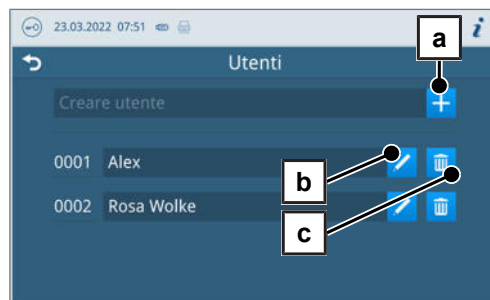 23.03.2022 07:51
a
i
Utenti
Creare utente
0001 Alex
b
0002 Rosa Wolke
c